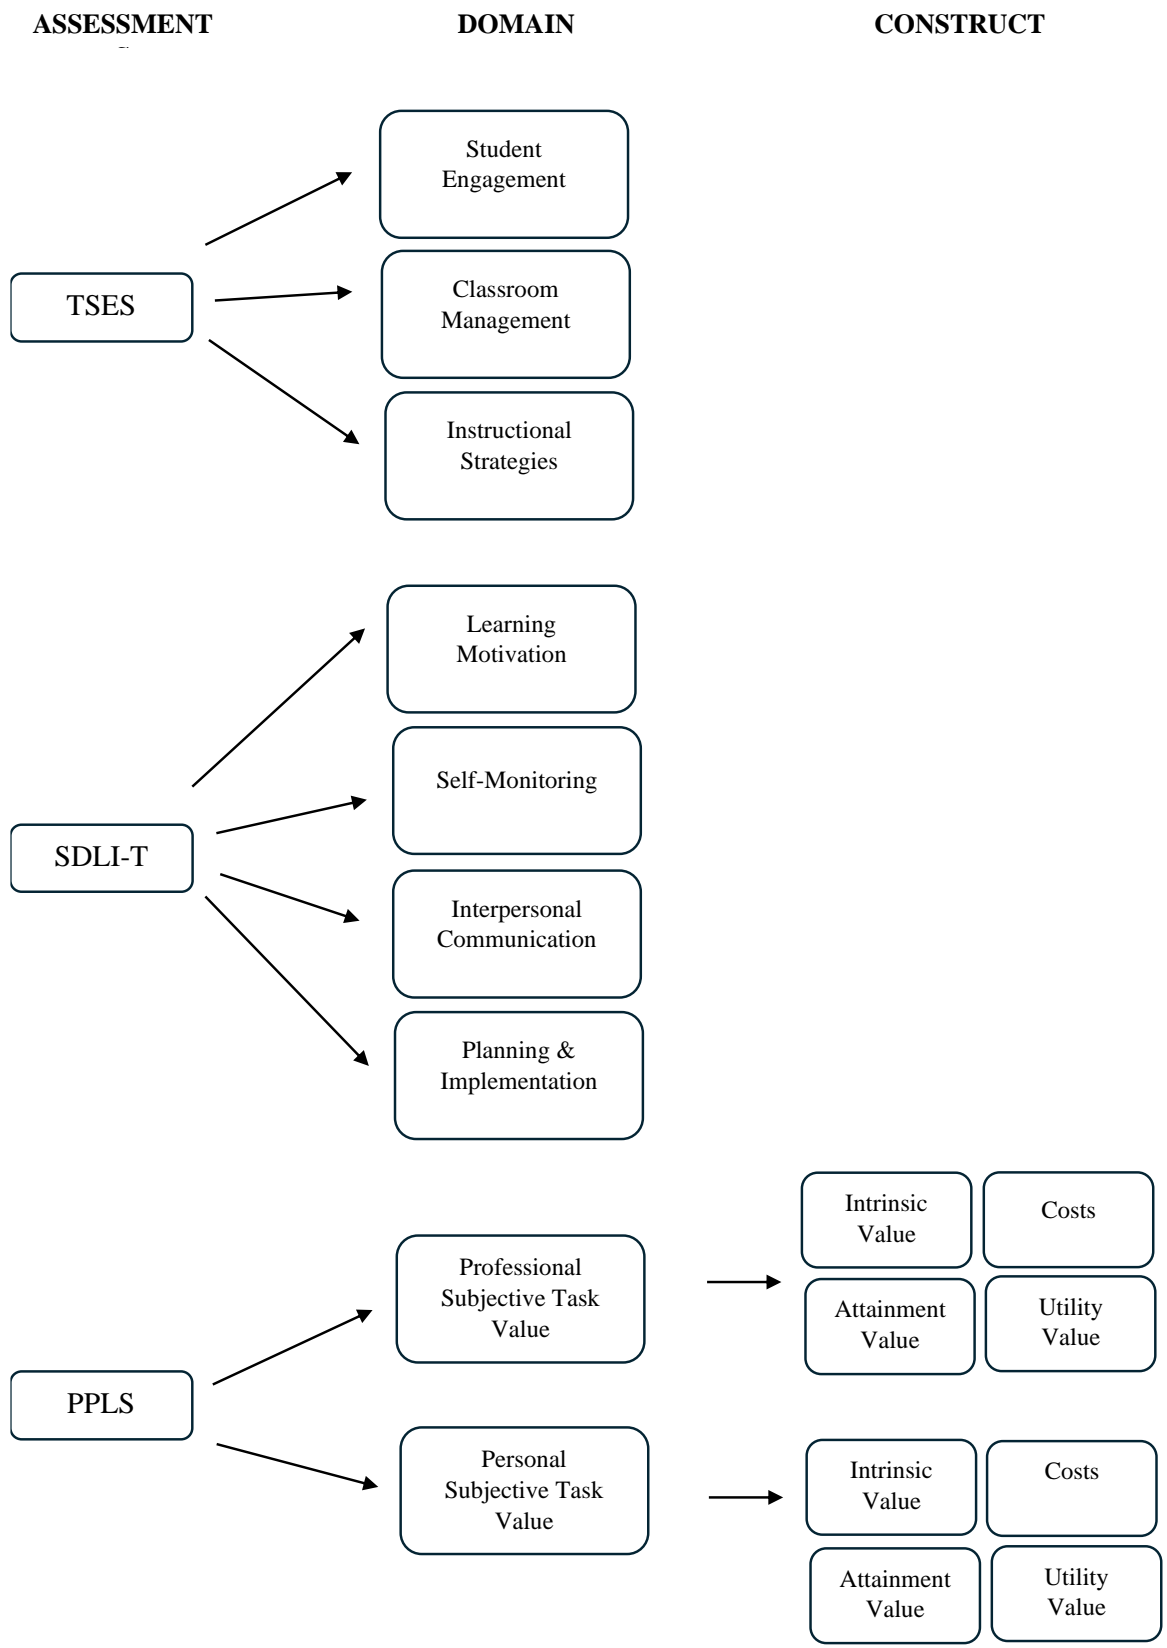 ASSESSMENT
DOMAIN
CONSTRUCT
Student
Engagement
TSES
Classroom
Management
Instructional
Strategies
Learning
Motivation
Self-Monitoring
SDLI-T
Interpersonal
Communication
Planning &
Implementation
Intrinsic
Value
Costs
Professional
Subjective Task
Value
Attainment
Value
Utility
Value
PPLS
Personal
Subjective Task
Value
Intrinsic
Value
Costs
Attainment
Value
Utility
Value